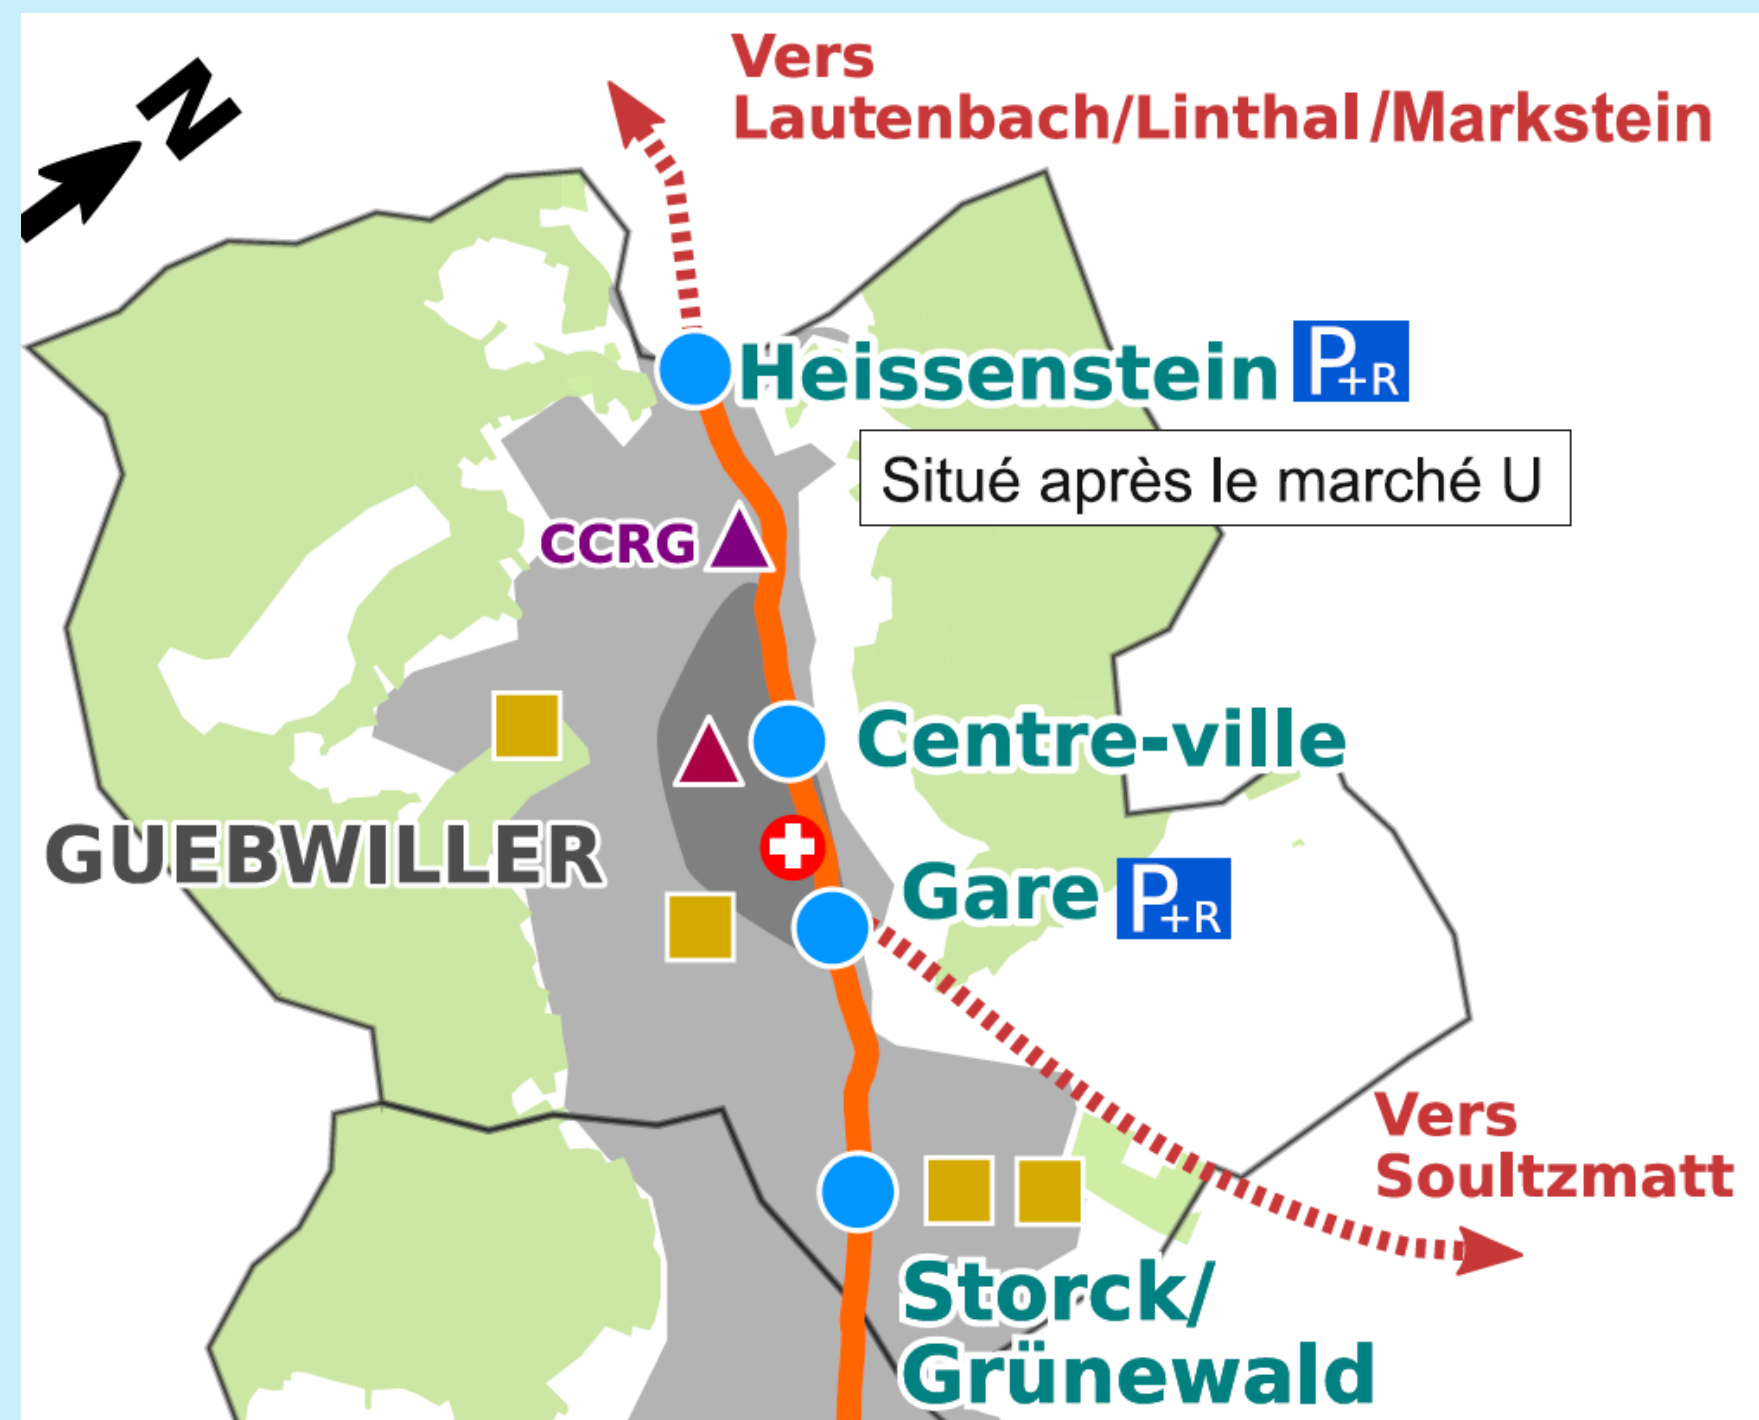 N
Vers
Lautenbach/Linthal/Markstein
Heissenstein P+R
Situé après le marché U
CCRG
Centre-ville
GUEBWILLER
Gare P+R
Vers
Soultzmatt
Storck/
Grünewald